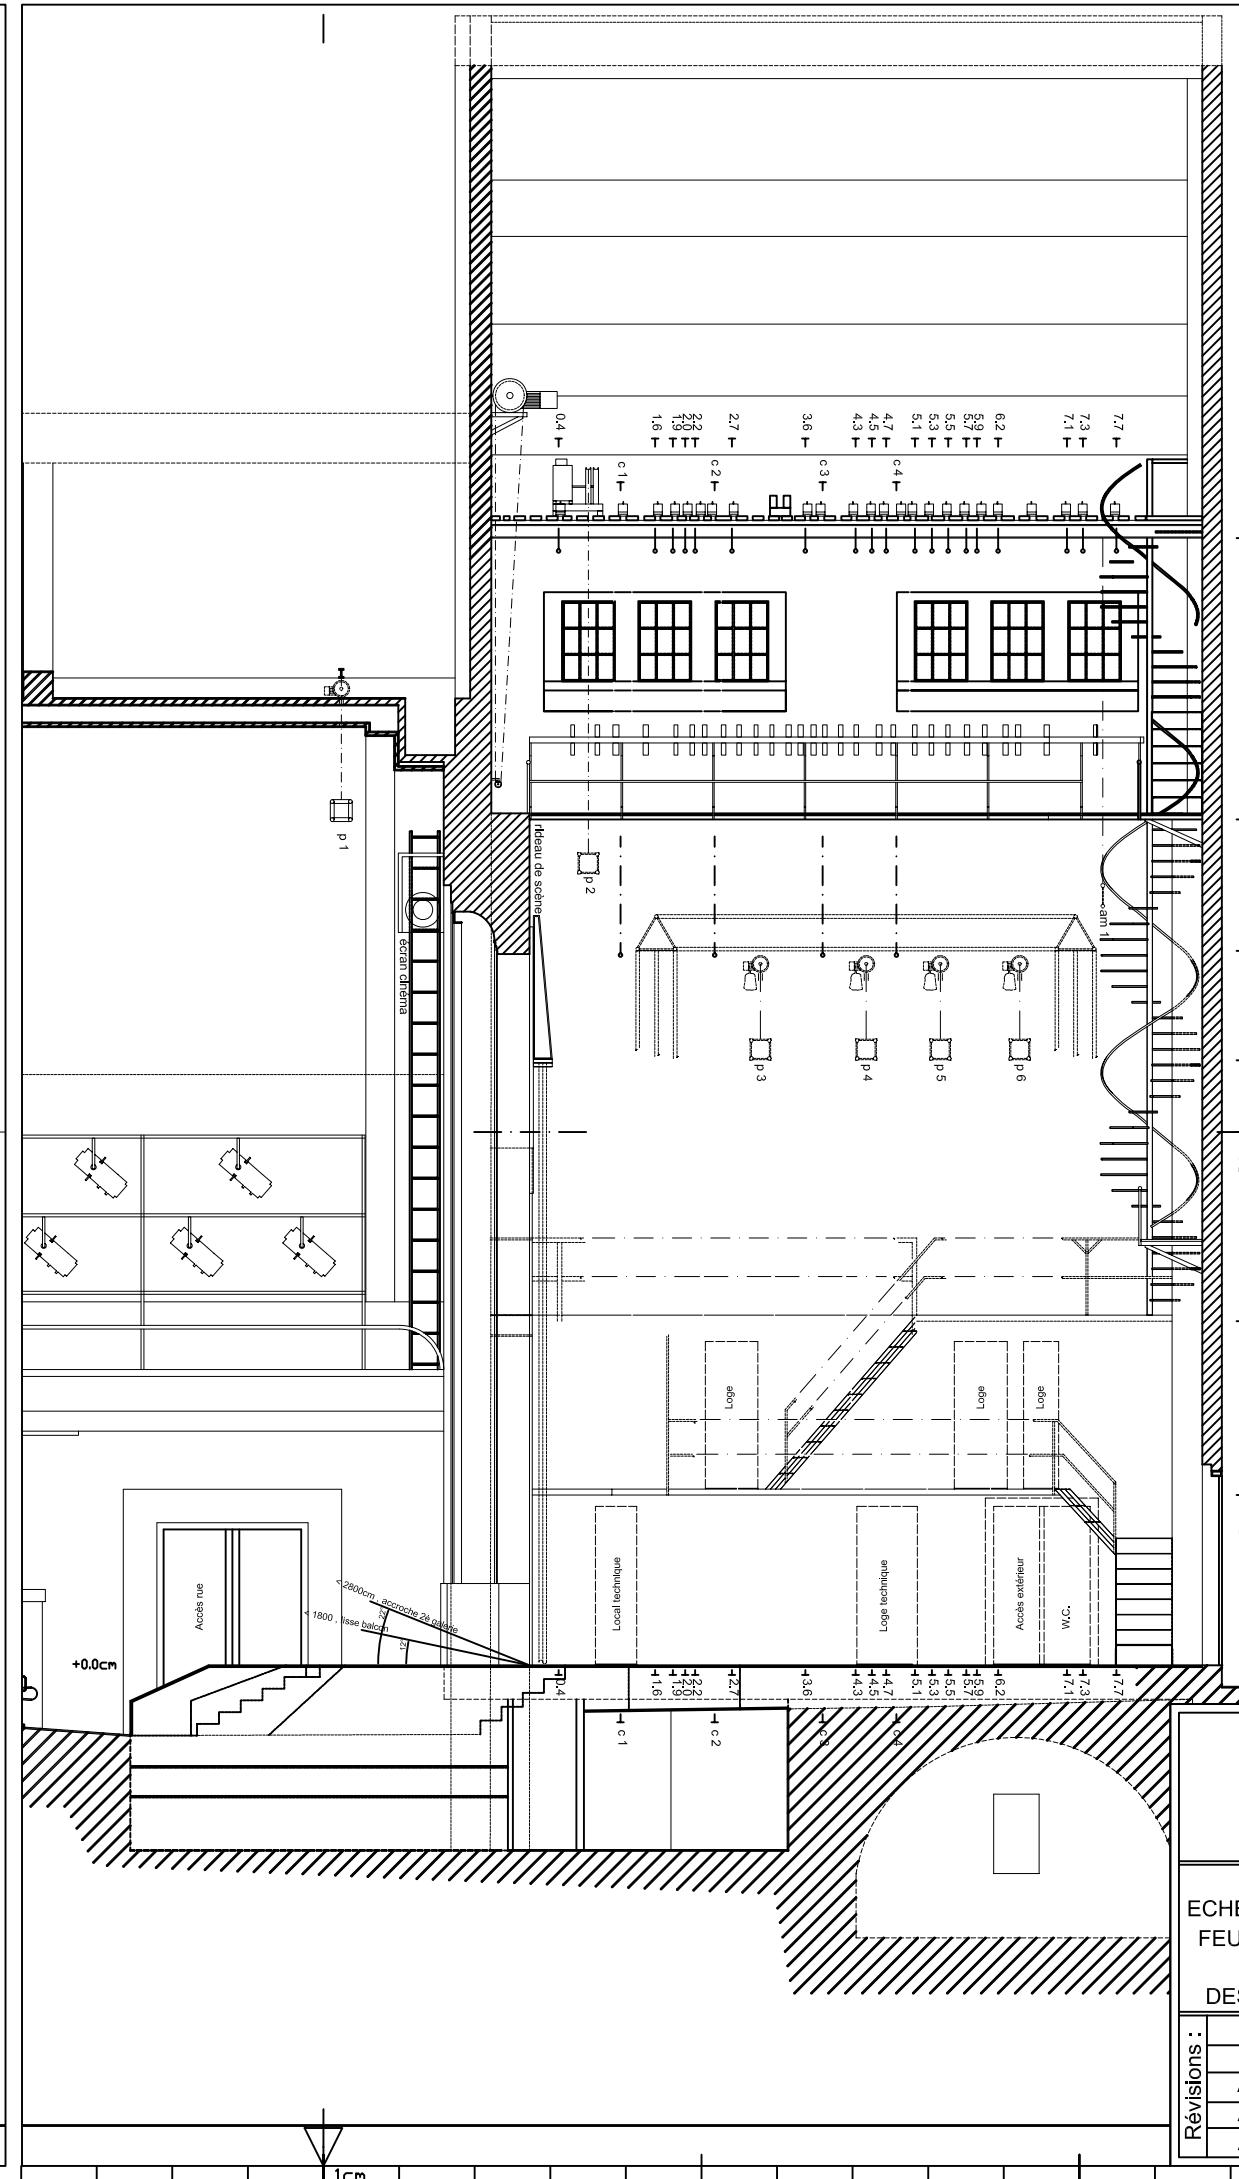 0.4
1.6
1.9
2.0
2.2
2.7
3.6
4.3
4.5
4.7
5.1
5.3
5.5
5.7
5.9
6.2
7.1
7.3
7.7
c 1
c 2
c 3
c 4
p 1
rideau de scène
p 2
am 1
écran cinéma
p 3
p 4
p 5
p 6
Loge
Loge
Loge
Accès rue
< 2800cm , accroche 2è galerie
< 1800 , lisse balcon
22°
12°
Local technique
Loge technique
Accès extérieur
W.C.
+0.0cm
0.4
1.6
1.9
2.0
2.2
2.7
3.6
4.3
4.5
4.7
5.1
5.3
5.5
5.7
5.9
6.2
7.1
7.3
7.7
c 1
c 2
c 3
c 4
ECHE
FEU
DES
Révisions :
1cm